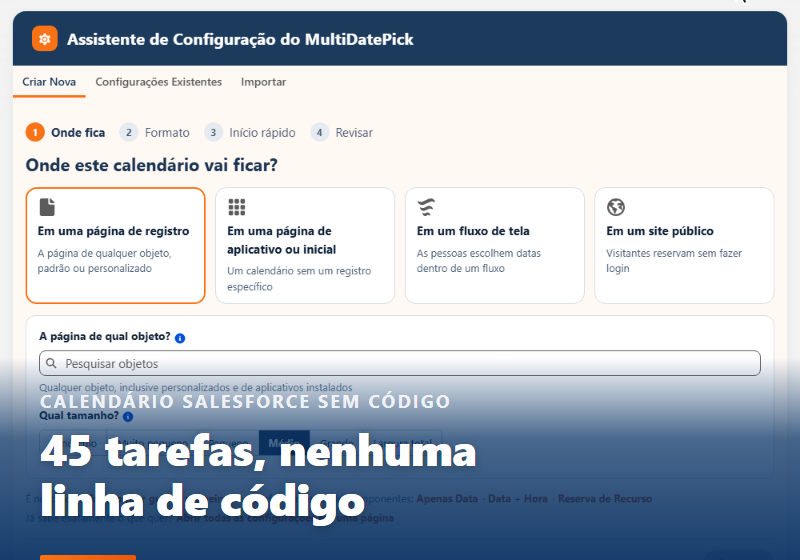 Assistente de Configuração do MultiDatePick
Criar Nova Configurações Existentes Importar
1 Onde fica 2 Formato 3 Início rápido 4 Revisar
Onde este calendário vai ficar?
Em uma página de registro
A página de qualquer objeto,
padrão ou personalizado
Em uma página de
aplicativo ou inicial
Um calendário sem um registro
específico
Em um fluxo de tela
As pessoas escolhem datas
dentro de um fluxo
Em um site público
Visitantes reservam sem fazer
login
A página de qual objeto?
Pesquisar objetos
Qualquer objeto, inclusive personalizados e de aplicativos instalados
CALENDÁRIO SALESFORCE SEM CÓDIGO
Qual tamanho?
45 tarefas, nenhuma
linha de código
Apenas Data · Data + Hora · Reserva de Recurso